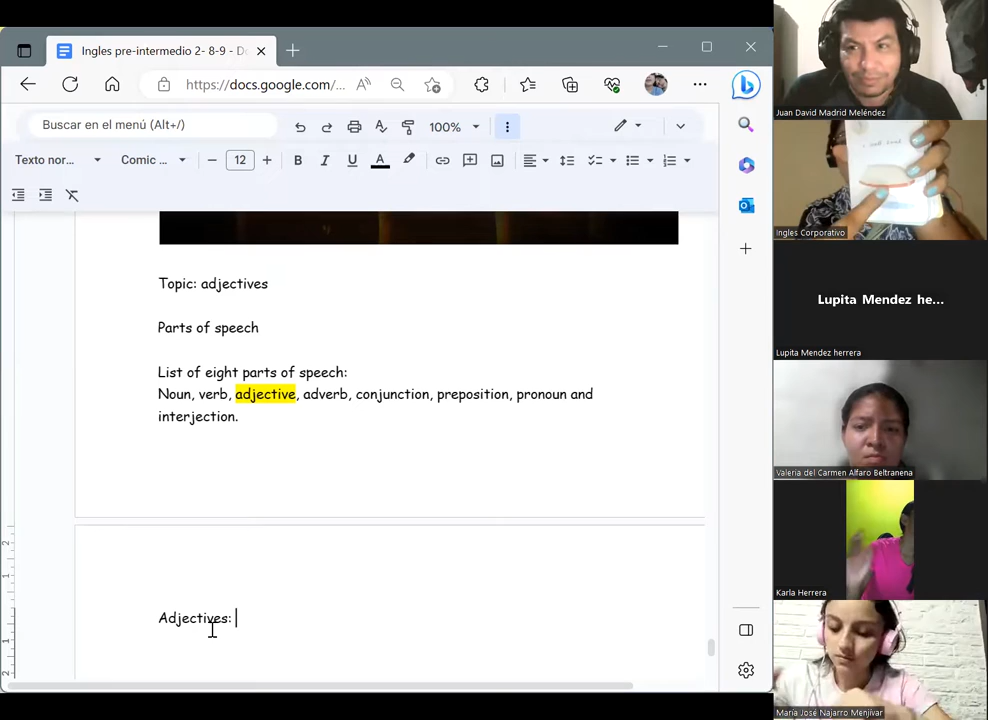 Ingles pre-intermedio 2- 8-9 - Do
https://docs.google.com/...
Buscar en el menú (Alt+/)
100%
Texto nor...
Comic ...
12
B I U A
Topic: adjectives
Parts of speech
List of eight parts of speech:
Noun, verb, adjective, adverb, conjunction, preposition, pronoun and
interjection.
Adjectives:
Juan David Madrid Meléndez
Ingles Corporativo
Lupita Mendez he...
Lupita Mendez herrera
Valeria del Carmen Alfaro Beltranena
Karla Herrera
María José Najarro Menjívar